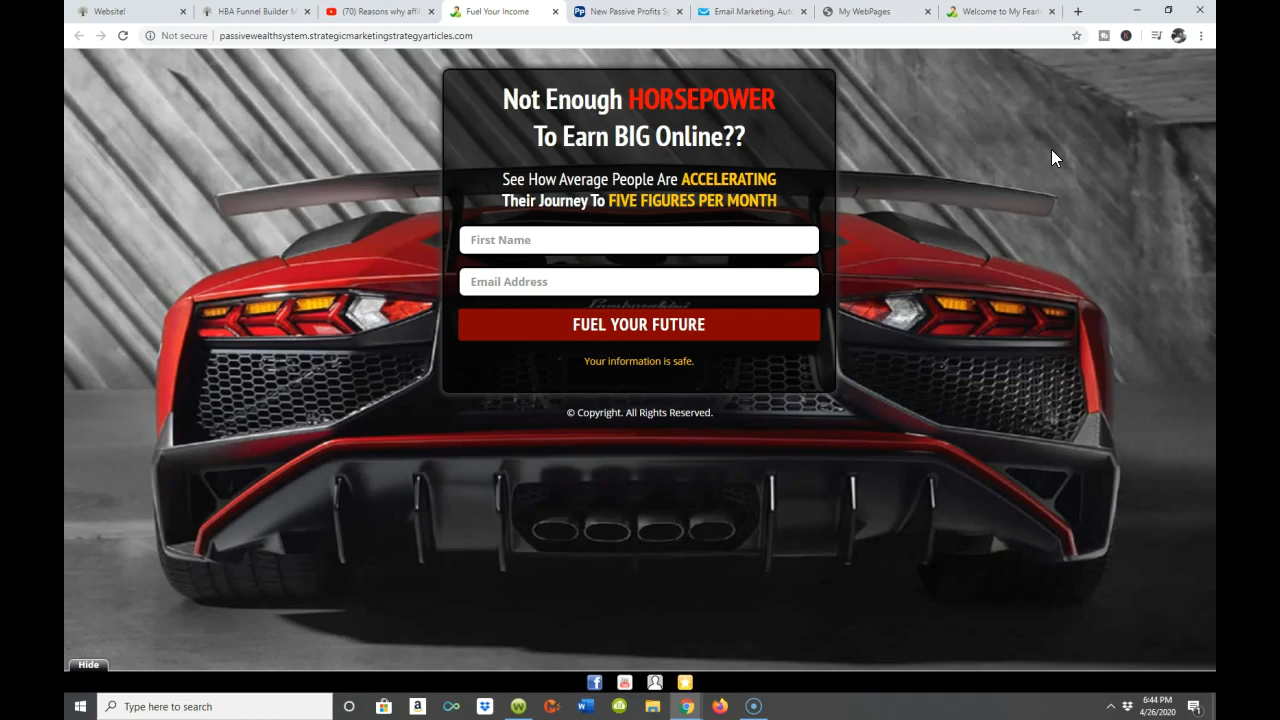 Website!
HBA Funnel Builder M
(70) Reasons why affil
Fuel Your Income
New Passive Profits Sy
Email Marketing, Auto
My WebPages
Welcome to My Fearl
Not secure
passivewealthsystem.strategicmarketingstrategyarticles.com
Not Enough HORSEPOWER
To Earn BIG Online??
See How Average People Are ACCELERATING
Their Journey To FIVE FIGURES PER MONTH
First Name
Email Address
Lamborghini
FUEL YOUR FUTURE
Your information is safe.
© Copyright. All Rights Reserved.
Hide
Type here to search
6:44 PM
4/26/2020